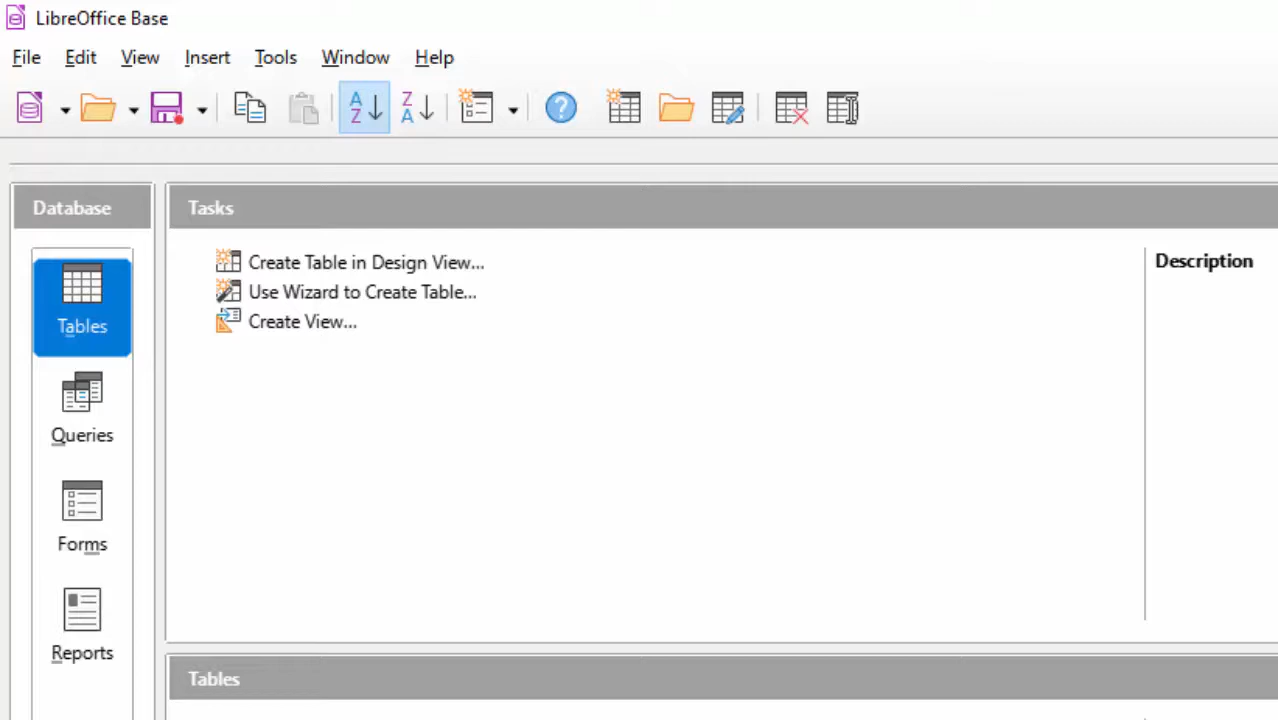 LibreOffice Base
File Edit View Insert Tools Window Help
Database
Tasks
Create Table in Design View...
Use Wizard to Create Table...
Create View...
Description
Tables
Queries
Forms
Reports
Tables